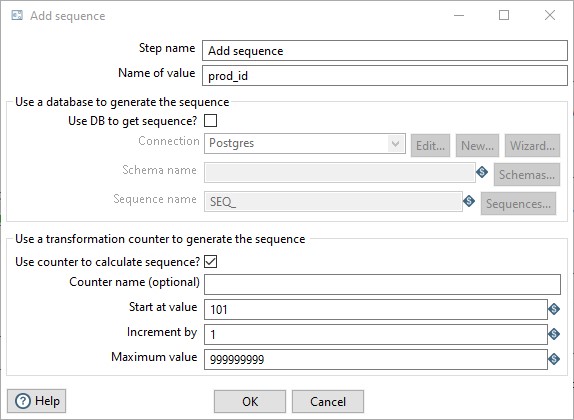 Add sequence
Step name Add sequence
Name of value prod_id
Use a database to generate the sequence
Use DB to get sequence?
Connection Postgres Edit... New... Wizard...
Schema name Schemas...
Sequence name SEQ_ Sequences...
Use a transformation counter to generate the sequence
Use counter to calculate sequence?
Counter name (optional)
Start at value 101
Increment by 1
Maximum value 999999999
Help OK Cancel